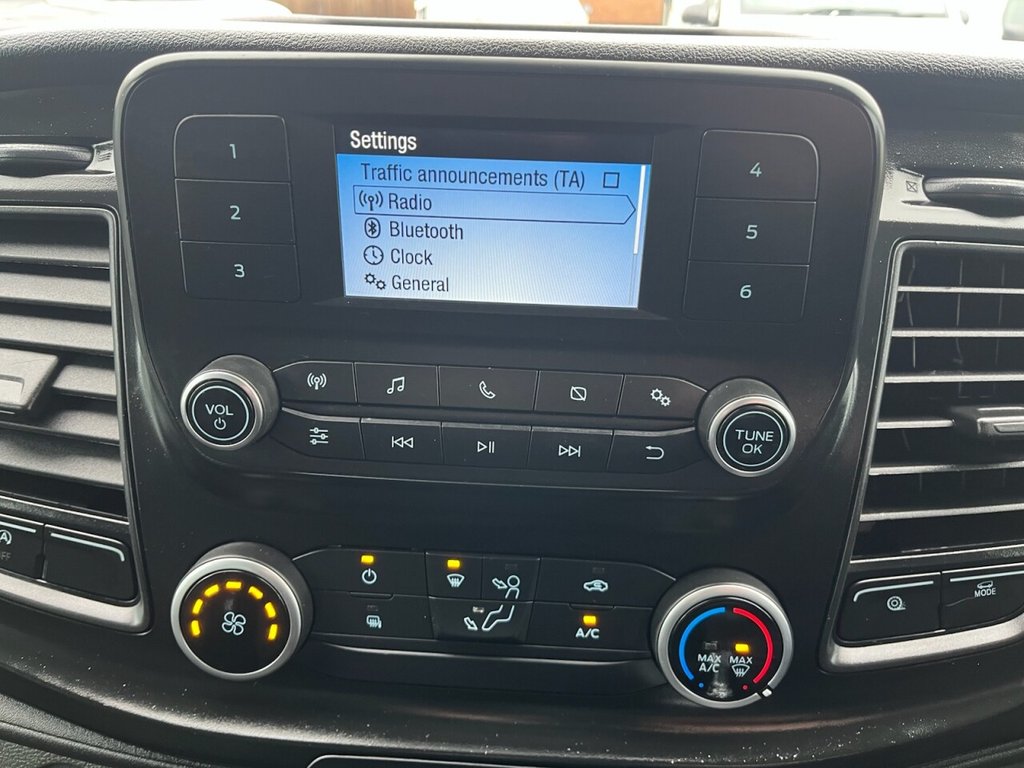 Settings
Traffic announcements (TA)
Radio
Bluetooth
Clock
General
1
2
3
4
5
6
VOL
TUNE
OK
A/C
MAX
A/C
MAX
(A)
OFF
MODE